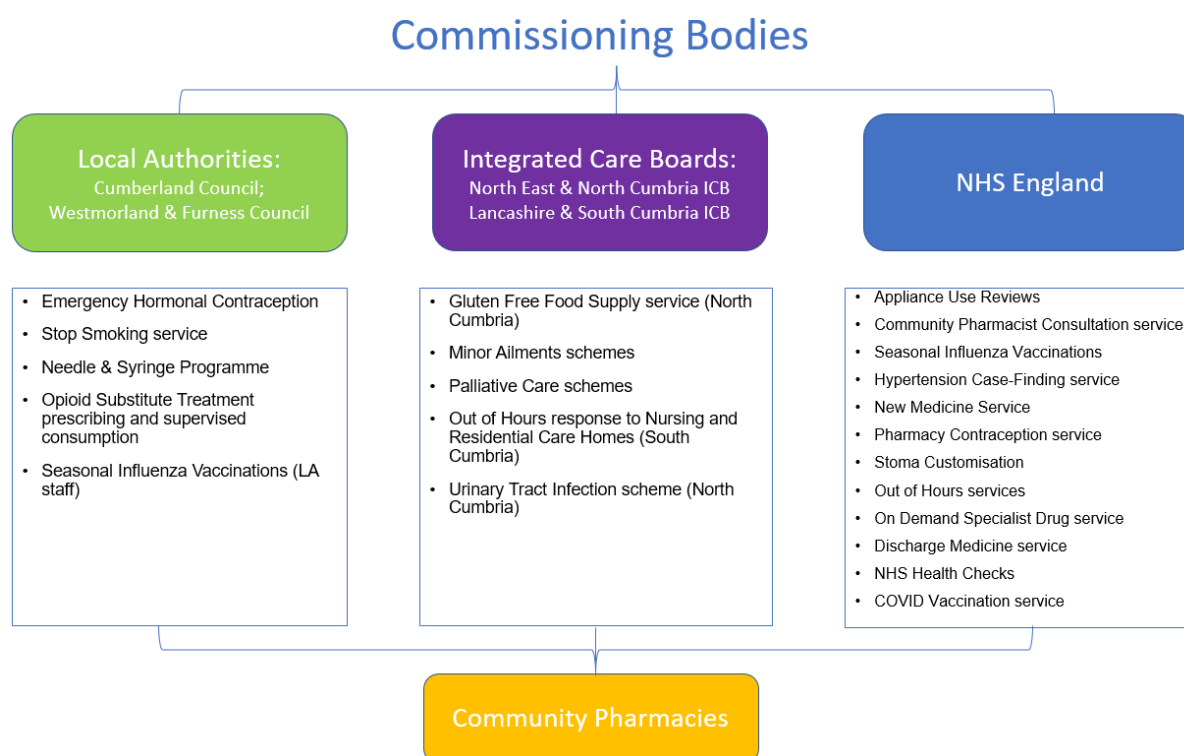 Commissioning Bodies
Local Authorities:
Cumberland Council;
Westmorland & Furness Council
• Emergency Hormonal Contraception
• Stop Smoking service
• Needle & Syringe Programme
• Opioid Substitute Treatment
prescribing and supervised
consumption
• Seasonal Influenza Vaccinations (LA
staff)
Integrated Care Boards:
North East & North Cumbria ICB
Lancashire & South Cumbria ICB
• Gluten Free Food Supply service (North
Cumbria)
• Minor Ailments schemes
• Palliative Care schemes
• Out of Hours response to Nursing and
Residential Care Homes (South
Cumbria)
• Urinary Tract Infection scheme (North
Cumbria)
NHS England
• Appliance Use Reviews
• Community Pharmacist Consultation service
• Seasonal Influenza Vaccinations
• Hypertension Case-Finding service
• New Medicine Service
• Pharmacy Contraception service
• Stoma Customisation
• Out of Hours services
• On Demand Specialist Drug service
• Discharge Medicine service
• NHS Health Checks
• COVID Vaccination service
Community Pharmacies